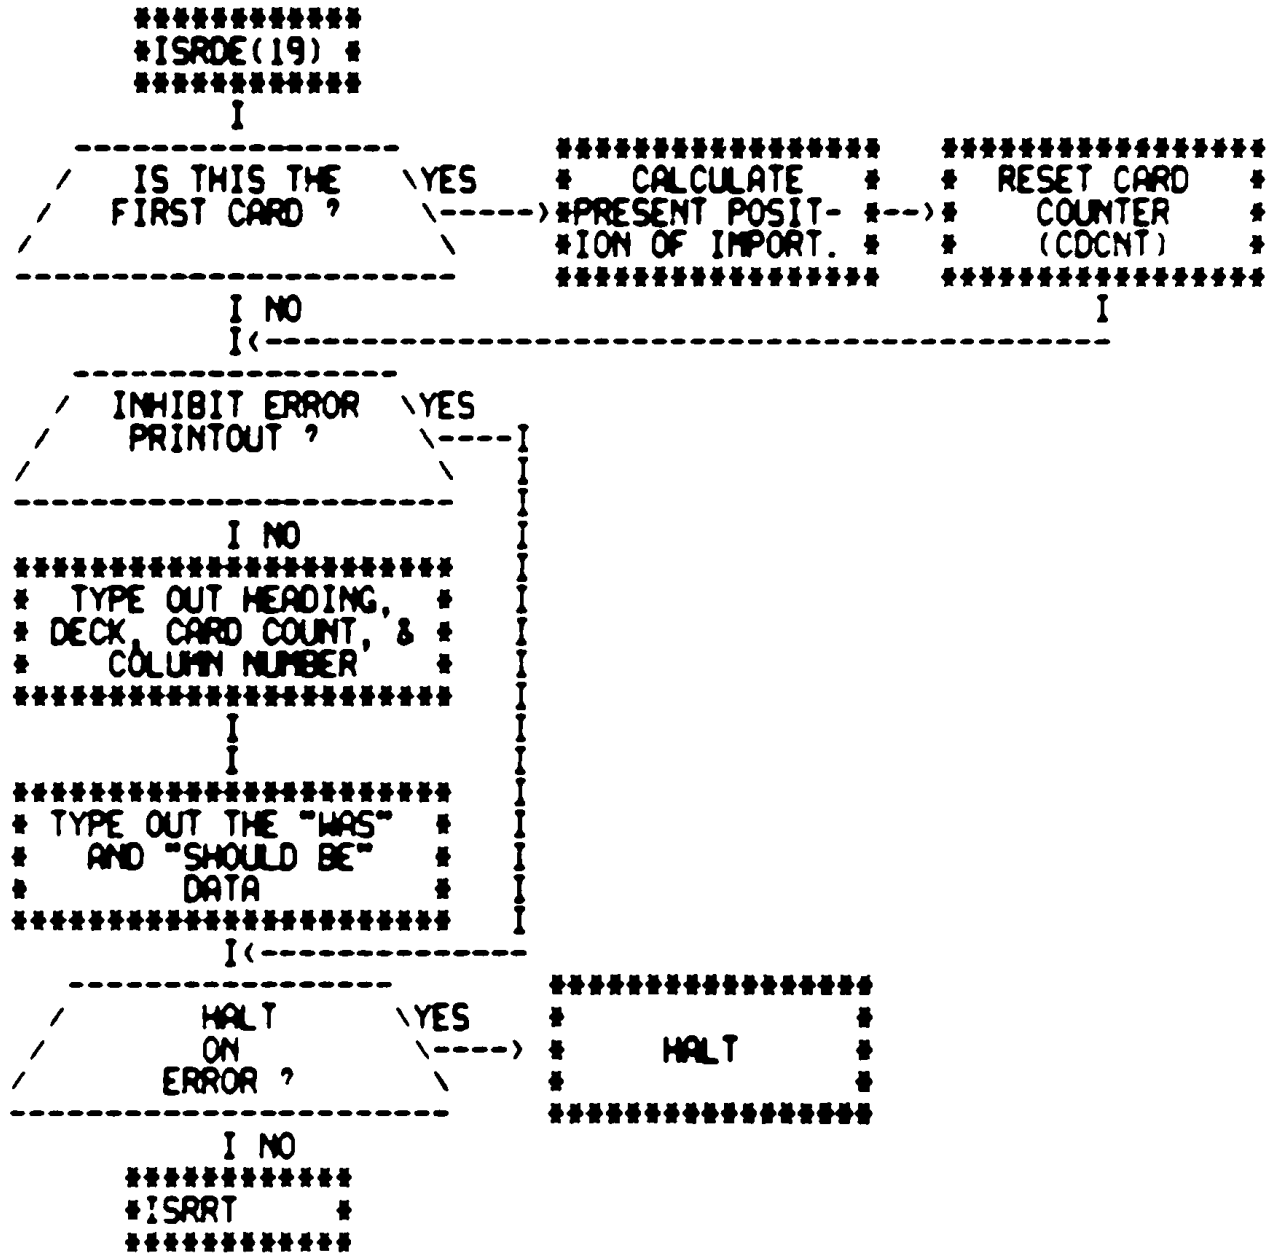 ISRDE(19)
IS THIS THE
FIRST CARD ?
YES
CALCULATE
PRESENT POSIT-
ION OF IMPORT.
RESET CARD
COUNTER
(CDCNT)
NO
INHIBIT ERROR
PRINTOUT ?
YES
NO
TYPE OUT HEADING,
DECK, CARD COUNT, &
COLUMN NUMBER
TYPE OUT THE "WAS"
AND "SHOULD BE"
DATA
HALT
ON
ERROR ?
YES
HALT
NO
ISRRT